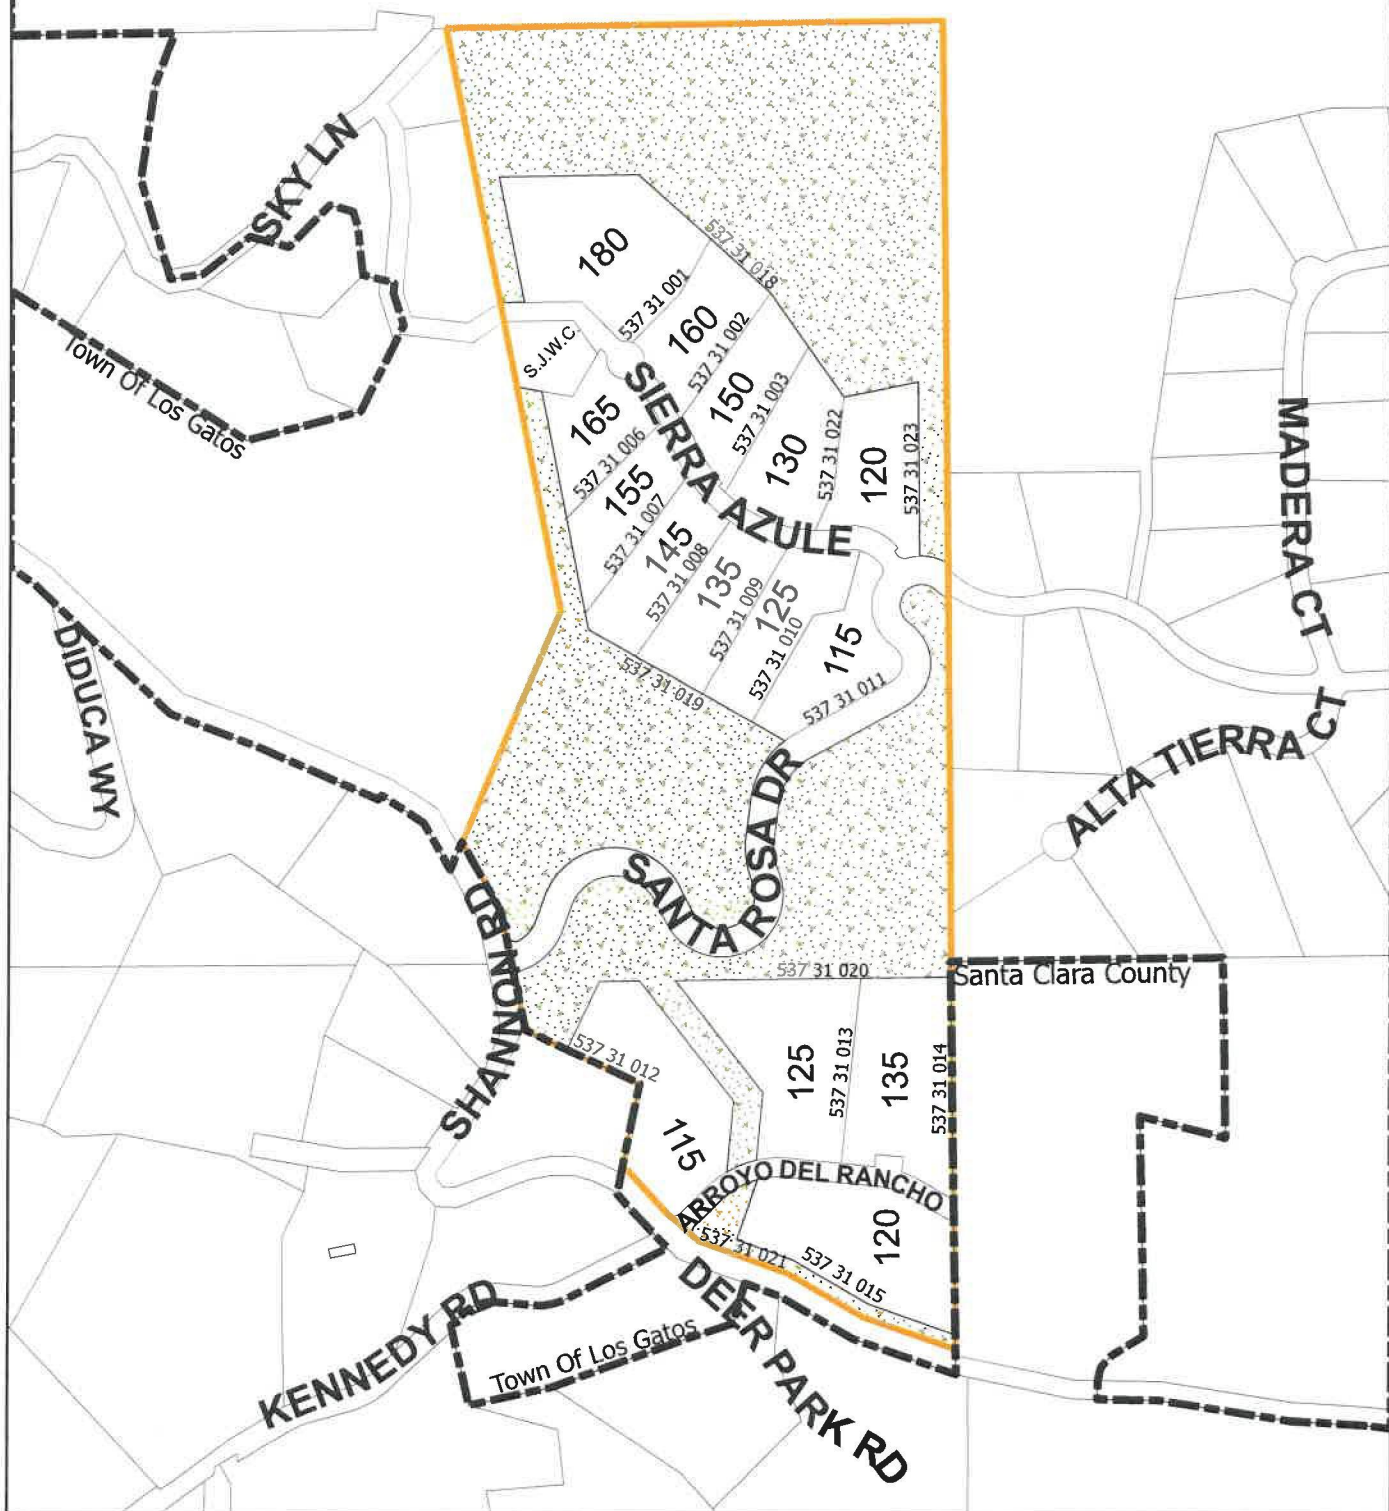 SKY LN
180
537 31 018
537 31 001
160
537 31 002
S.J.W.C.
Town Of Los Gatos
SIERRA AZULE
150
537 31 003
165
537 31 006
130
537 31 022
120
537 31 023
MADERA CT
155
537 31 007
145
537 31 008
135
537 31 009
125
537 31 010
115
537 31 011
537 31 019
DIDUCA WY
ALTA TIERRA CT
SANTA ROSA DR
SHANNON RD
537 31 020
Santa Clara County
537 31 012
125
537 31 013
135
537 31 014
115
ARROYO DEL RANCHO
120
537 31 021
537 31 015
DEER PARK RD
KENNEDY RD
Town Of Los Gatos